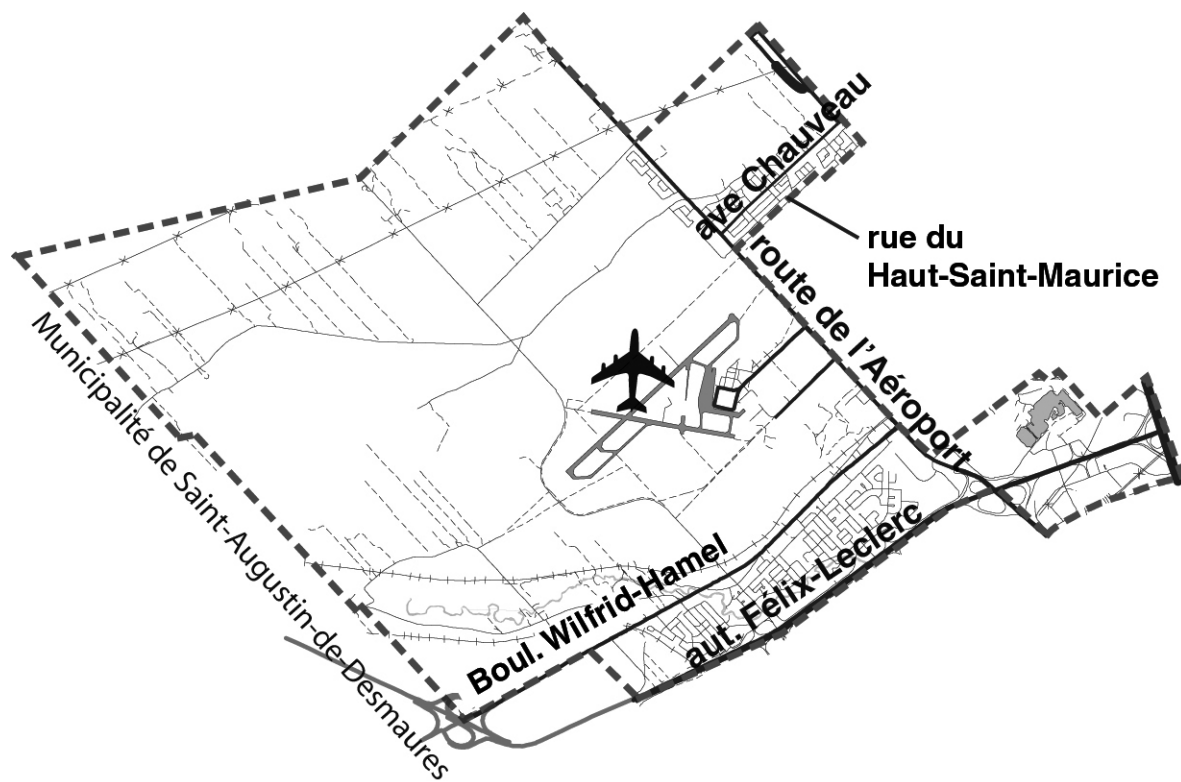 ave Chauveau
rue du
Haut-Saint-Maurice
route de l'Aéroport
Municipalité de Saint-Augustin-de-Desmaures
Boul. Wilfrid-Hamel
aut. Félix-Leclerc